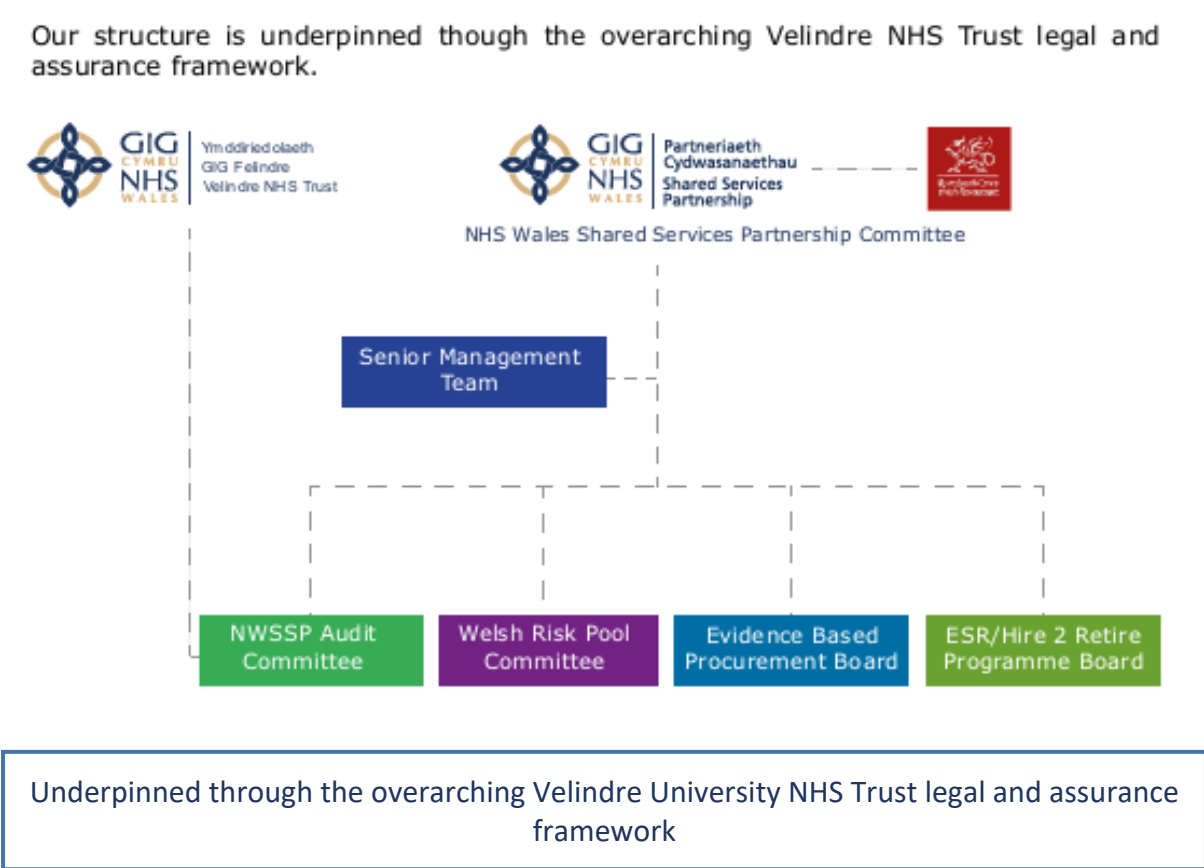 Our structure is underpinned though the overarching Velindre NHS Trust legal and
assurance framework.
GIG
CYMRU
NHS
WALES
Ymddiriedolaeth
GIG Felindre
Velindre NHS Trust
GIG
CYMRU
NHS
WALES
Partneriaeth
Cydwasanaethau
Shared Services
Partnership
NHS Wales Shared Services Partnership Committee
Senior Management
Team
NWSSP Audit
Committee
Welsh Risk Pool
Committee
Evidence Based
Procurement Board
ESR/Hire 2 Retire
Programme Board
Underpinned through the overarching Velindre University NHS Trust legal and assurance
framework